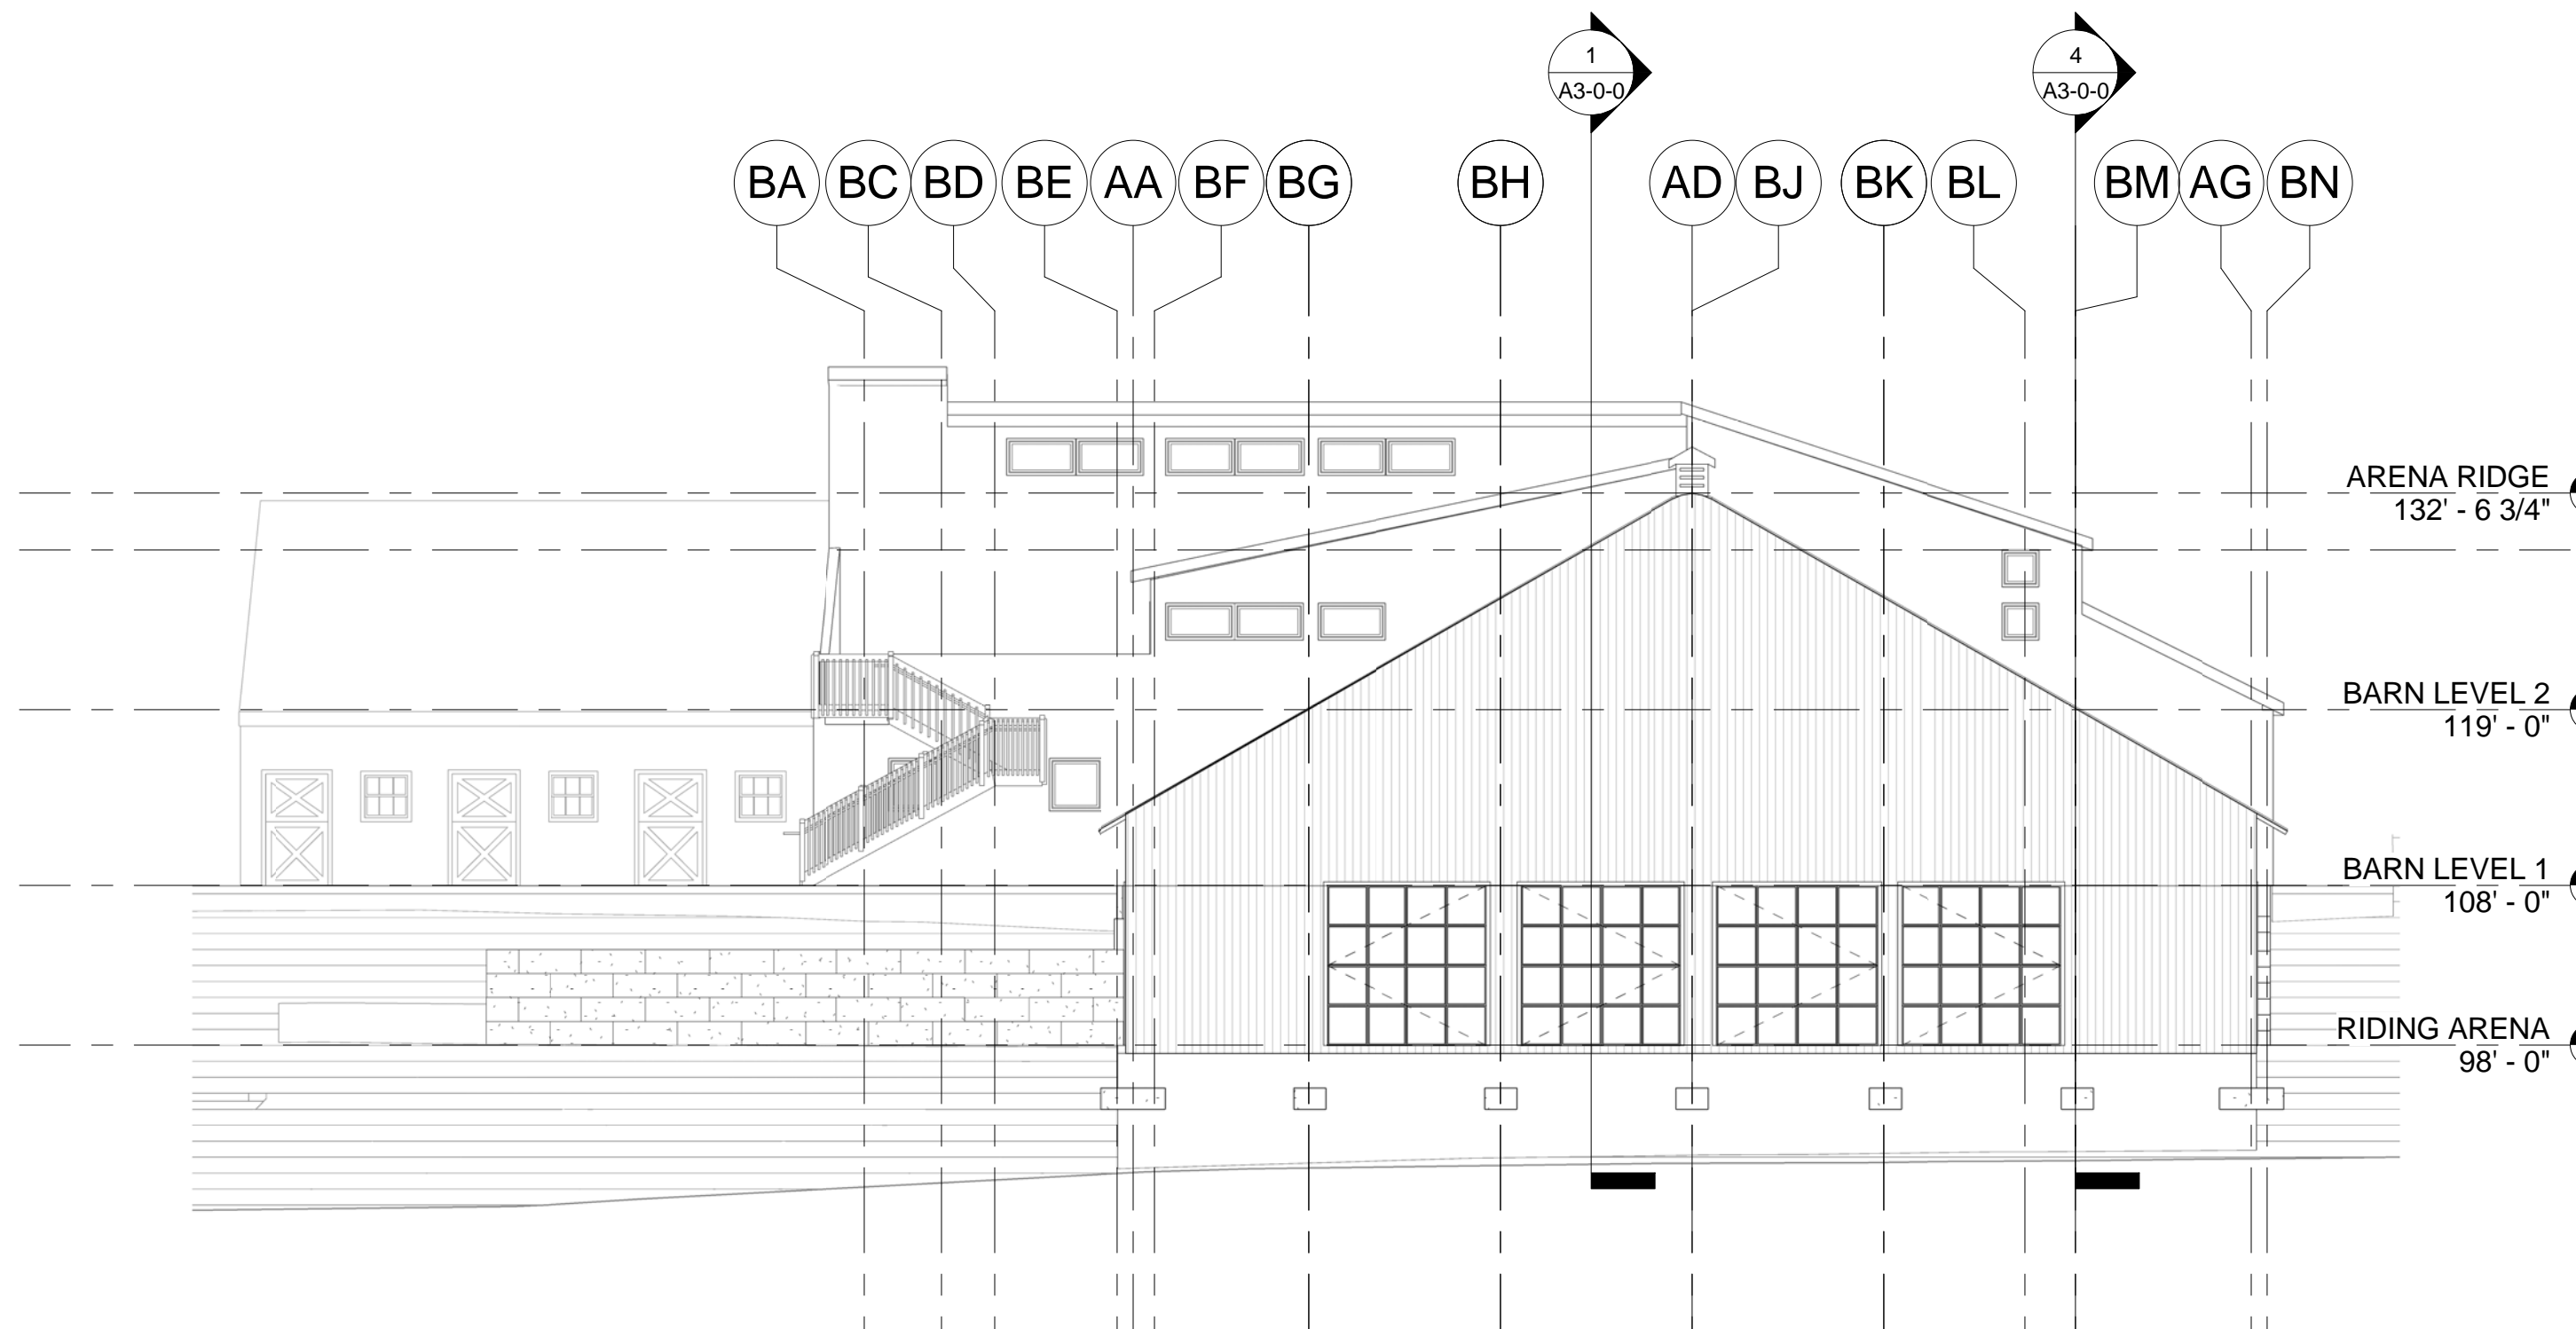 1
A3-0-0
4
A3-0-0
BA
BC
BD
BE
AA
BF
BG
BH
AD
BJ
BK
BL
BM
AG
BN
ARENA RIDGE
132' - 6 3/4"
BARN LEVEL 2
119' - 0"
BARN LEVEL 1
108' - 0"
RIDING ARENA
98' - 0"